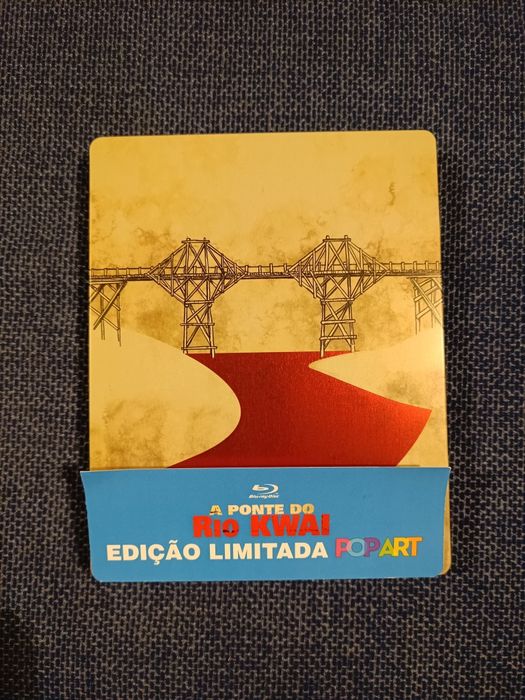 Blu-ray Disc
A PONTE DO
RIO KWAI
EDIÇÃO LIMITADA POPART